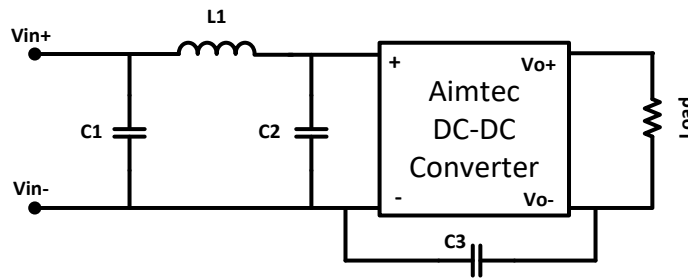 L1
Vin+
+
Vo+
Aimtec
DC-DC
Converter
Load
C1
C2
Vin-
-
Vo-
C3